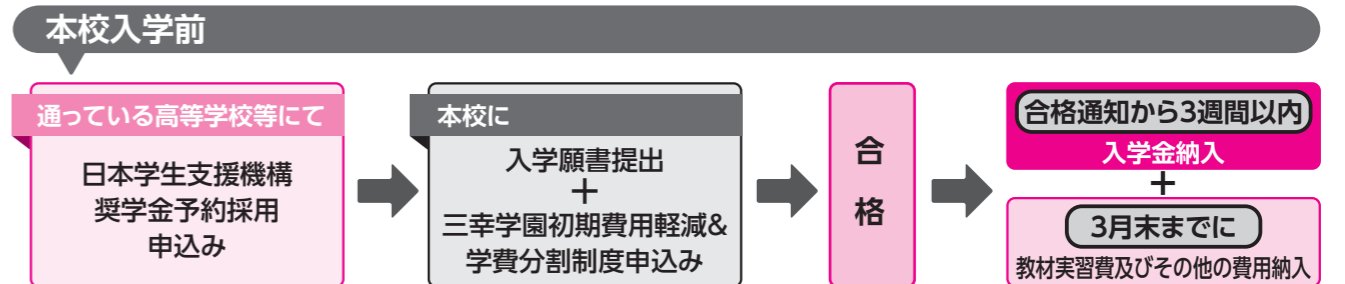 本校入学前
通っている高等学校等にて
日本学生支援機構
奨学金予約採用
申込み
本校に
入学願書提出
+
三幸学園初期費用軽減&
学費分割制度申込み
合
格
合格通知から3週間以内
入学金納入
+
3月末までに
教材実習費及びその他の費用納入